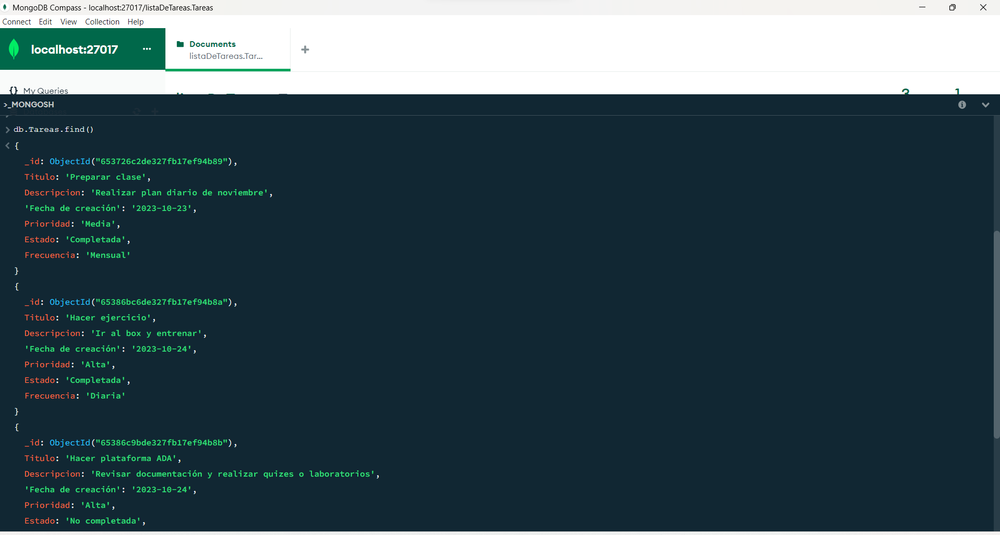 MongoDB Compass - localhost:27017/listaDeTareas.Tareas
Connect Edit View Collection Help
localhost:27017 ...
Documents
listaDeTareas.Tar...
+
{} My Queries
3 1
>_MONGOSH
> db.Tareas.find()
< {
_id: ObjectId("653726c2de327fb17ef94b89"),
Titulo: 'Preparar clase',
Descripcion: 'Realizar plan diario de noviembre',
'Fecha de creación': '2023-10-23',
Prioridad: 'Media',
Estado: 'Completada',
Frecuencia: 'Mensual'
}
{
_id: ObjectId("65386bc6de327fb17ef94b8a"),
Titulo: 'Hacer ejercicio',
Descripcion: 'Ir al box y entrenar',
'Fecha de creación': '2023-10-24',
Prioridad: 'Alta',
Estado: 'Completada',
Frecuencia: 'Diaria'
}
{
_id: ObjectId("65386c9bde327fb17ef94b8b"),
Titulo: 'Hacer plataforma ADA',
Descripcion: 'Revisar documentación y realizar quizes o laboratorios',
'Fecha de creación': '2023-10-24',
Prioridad: 'Alta',
Estado: 'No completada',